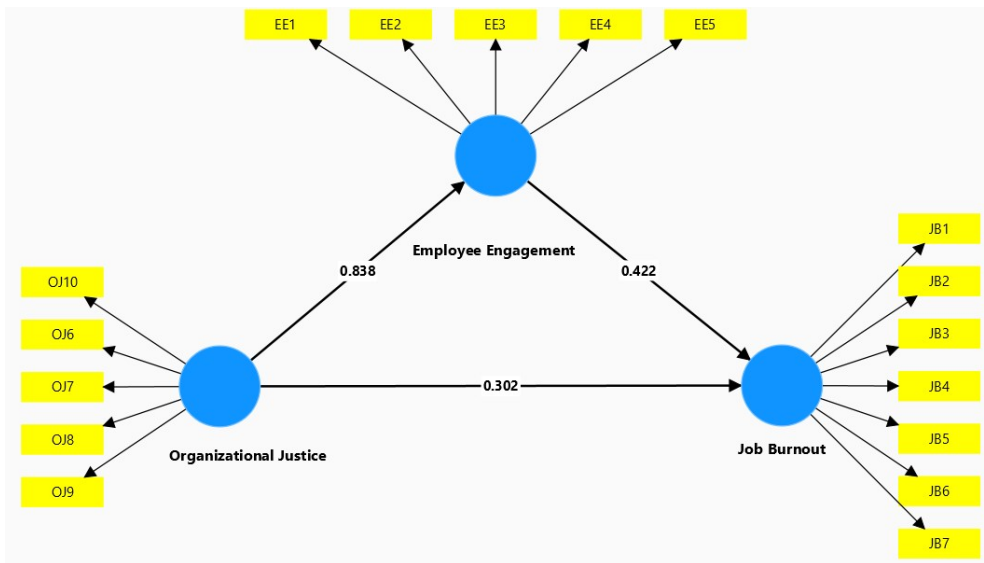 EE1 EE2 EE3 EE4 EE5
JB1
Employee Engagement
0.838 0.422
OJ10 JB2
OJ6 JB3
OJ7 0.302 JB4
OJ8 JB5
Organizational Justice Job Burnout
OJ9 JB6
JB7